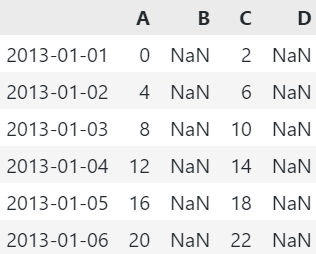 A B C D
2013-01-01 0 NaN 2 NaN
2013-01-02 4 NaN 6 NaN
2013-01-03 8 NaN 10 NaN
2013-01-04 12 NaN 14 NaN
2013-01-05 16 NaN 18 NaN
2013-01-06 20 NaN 22 NaN